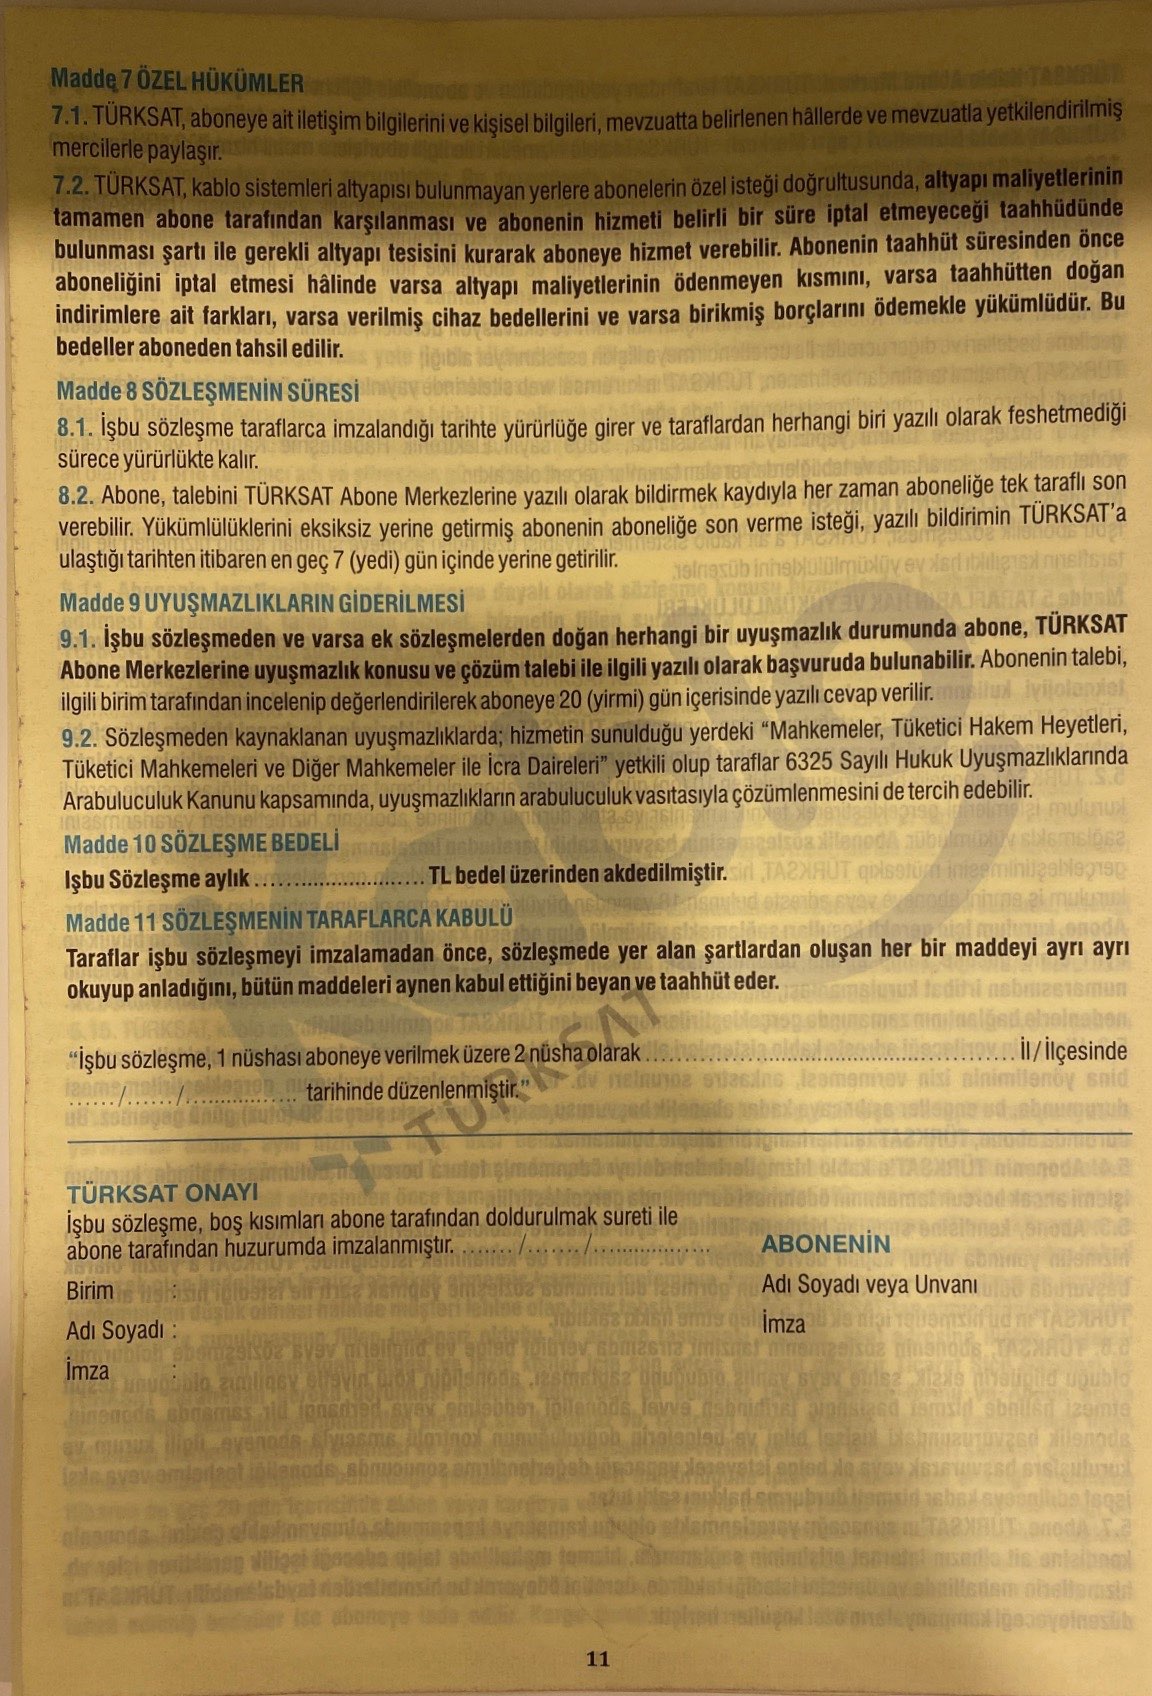 Madde 7 ÖZEL HÜKÜMLER
7.1. TÜRKSAT, aboneye ait iletişim bilgilerini ve kişisel bilgileri, mevzuatta belirlenen hâllerde ve mevzuatla yetkilendirilmiş
mercilerle paylaşır.
7.2. TÜRKSAT, kablo sistemleri altyapısı bulunmayan yerlere abonelerin özel isteği doğrultusunda, altyapı maliyetlerinin
tamamen abone tarafından karşılanması ve abonenin hizmeti belirli bir süre iptal etmeyeceği taahhüdünde
bulunması şartı ile gerekli altyapı tesisini kurarak aboneye hizmet verebilir. Abonenin taahhüt süresinden önce
aboneliğini iptal etmesi hâlinde varsa altyapı maliyetlerinin ödenmeyen kısmını, varsa taahhütten doğan
indirimlere ait farkları, varsa verilmiş cihaz bedellerini ve varsa birikmiş borçlarını ödemekle yükümlüdür. Bu
bedeller aboneden tahsil edilir.
Madde 8 SÖZLEŞMENİN SÜRESİ
8.1. İşbu sözleşme taraflarca imzalandığı tarihte yürürlüğe girer ve taraflardan herhangi biri yazılı olarak feshetmediği
sürece yürürlükte kalır.
8.2. Abone, talebini TÜRKSAT Abone Merkezlerine yazılı olarak bildirmek kaydıyla her zaman aboneliğe tek taraflı son
verebilir. Yükümlülüklerini eksiksiz yerine getirmiş abonenin aboneliğe son verme isteği, yazılı bildirimin TÜRKSAT'a
ulaştığı tarihten itibaren en geç 7 (yedi) gün içinde yerine getirilir.
Madde 9 UYUŞMAZLIKLARIN GİDERİLMESİ
9.1. İşbu sözleşmeden ve varsa ek sözleşmelerden doğan herhangi bir uyuşmazlık durumunda abone, TÜRKSAT
Abone Merkezlerine uyuşmazlık konusu ve çözüm talebi ile ilgili yazılı olarak başvuruda bulunabilir. Abonenin talebi,
ilgili birim tarafından incelenip değerlendirilerek aboneye 20 (yirmi) gün içerisinde yazılı cevap verilir.
9.2. Sözleşmeden kaynaklanan uyuşmazlıklarda; hizmetin sunulduğu yerdeki “Mahkemeler, Tüketici Hakem Heyetleri,
Tüketici Mahkemeleri ve Diğer Mahkemeler ile İcra Daireleri” yetkili olup taraflar 6325 Sayılı Hukuk Uyuşmazlıklarında
Arabuluculuk Kanunu kapsamında, uyuşmazlıkların arabuluculuk vasıtasıyla çözümlenmesini de tercih edebilir.
Madde 10 SÖZLEŞME BEDELİ
İşbu Sözleşme aylık .......................... TL bedel üzerinden akdedilmiştir.
Madde 11 SÖZLEŞMENİN TARAFLARCA KABULÜ
Taraflar işbu sözleşmeyi imzalamadan önce, sözleşmede yer alan şartlardan oluşan her bir maddeyi ayrı ayrı
okuyup anladığını, bütün maddeleri aynen kabul ettiğini beyan ve taahhüt eder.
“İşbu sözleşme, 1 nüshası aboneye verilmek üzere 2 nüsha olarak ........................................................ İl / İlçesinde
......./......./................. tarihinde düzenlenmiştir.”
TÜRKSAT
TÜRKSAT ONAYI
İşbu sözleşme, boş kısımları abone tarafından doldurulmak sureti ile
abone tarafından huzurumda imzalanmıştır. ......../......../..................
Birim :
Adı Soyadı :
İmza :
ABONENİN
Adı Soyadı veya Unvanı
İmza
11